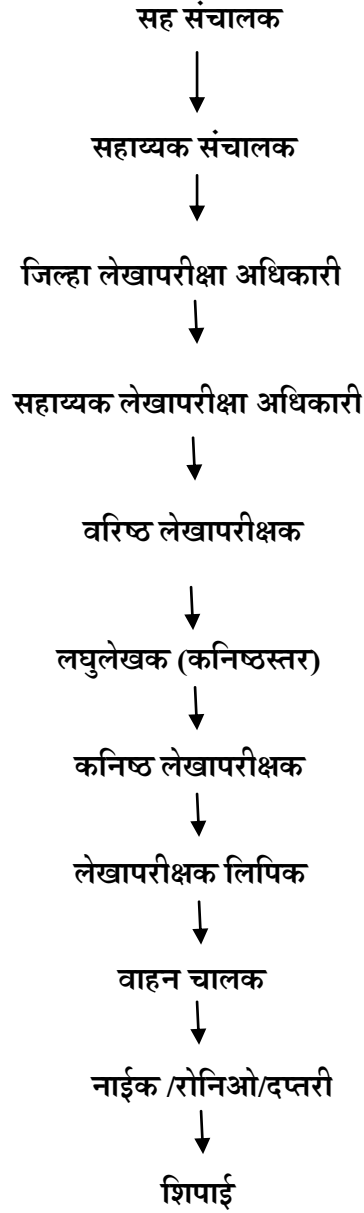 सह संचालक
सहाय्यक संचालक
जिल्हा लेखापरीक्षा अधिकारी
सहाय्यक लेखापरीक्षा अधिकारी
वरिष्ठ लेखापरीक्षक
लघुलेखक (कनिष्ठस्तर)
कनिष्ठ लेखापरीक्षक
लेखापरीक्षक लिपिक
वाहन चालक
नाईक /रोनिओ/दप्तरी
शिपाई